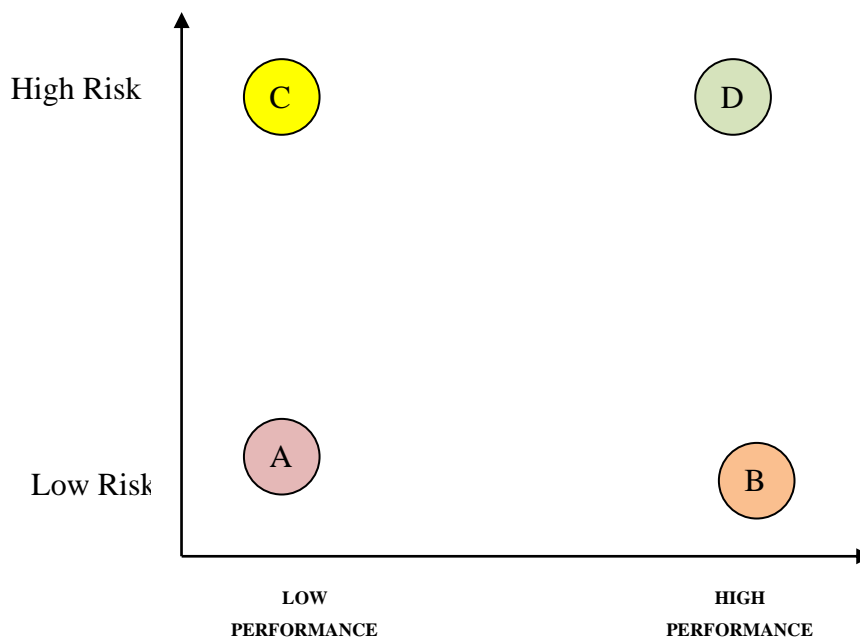 High Risk
C
D
A
B
Low Risk
LOW
PERFORMANCE
HIGH
PERFORMANCE